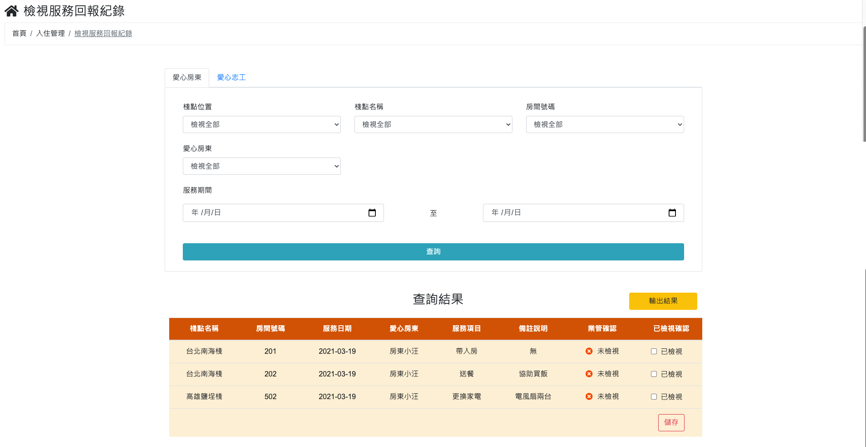 檢視服務回報紀錄
首頁 / 入住管理 / 檢視服務回報紀錄
愛心房東 愛心志工
棧點位置 棧點名稱 房間號碼
檢視全部 檢視全部 檢視全部
愛心房東
檢視全部
服務期間
年 /月/日 至 年 /月/日
查詢
查詢結果 輸出結果
棧點名稱 房間號碼 服務日期 愛心房東 服務項目 備註說明 業管確認 已檢視確認
台北南海棧 201 2021-03-19 房東小汪 帶人房 無 未檢視 已檢視
台北南海棧 202 2021-03-19 房東小汪 送餐 協助買飯 未檢視 已檢視
高雄鹽埕棧 502 2021-03-19 房東小汪 更換家電 電風扇兩台 未檢視 已檢視
儲存